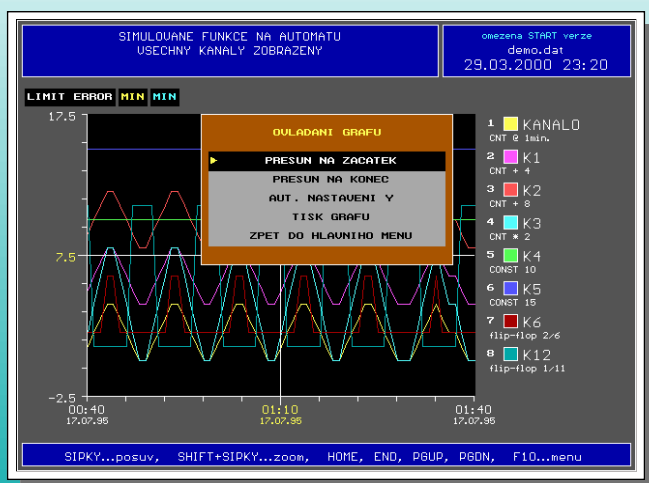 SIMULOVANE FUNKCE NA AUTOMATU
VSECHNY KANALY ZOBRAZENY
omezena START verze
demo.dat
29.03.2000 23:20
LIMIT ERROR MIN MIN
17.5
7.5
-2.5
00:40
17.07.95
01:10
17.07.95
01:40
17.07.95
OVLADANI GRAFU
PRESUN NA ZACATEK
PRESUN NA KONEC
AUT. NASTAVENI Y
TISK GRAFU
ZPET DO HLAVNIHO MENU
1 KANAL0
CNT @ 1min.
2 K1
CNT + 4
3 K2
CNT + 8
4 K3
CNT * 2
5 K4
CONST 10
6 K5
CONST 15
7 K6
flip-flop 2/6
8 K12
flip-flop 1/11
SIPKY...posuv, SHIFT+SIPKY...zoom, HOME, END, PGUP, PGDN, F10...menu